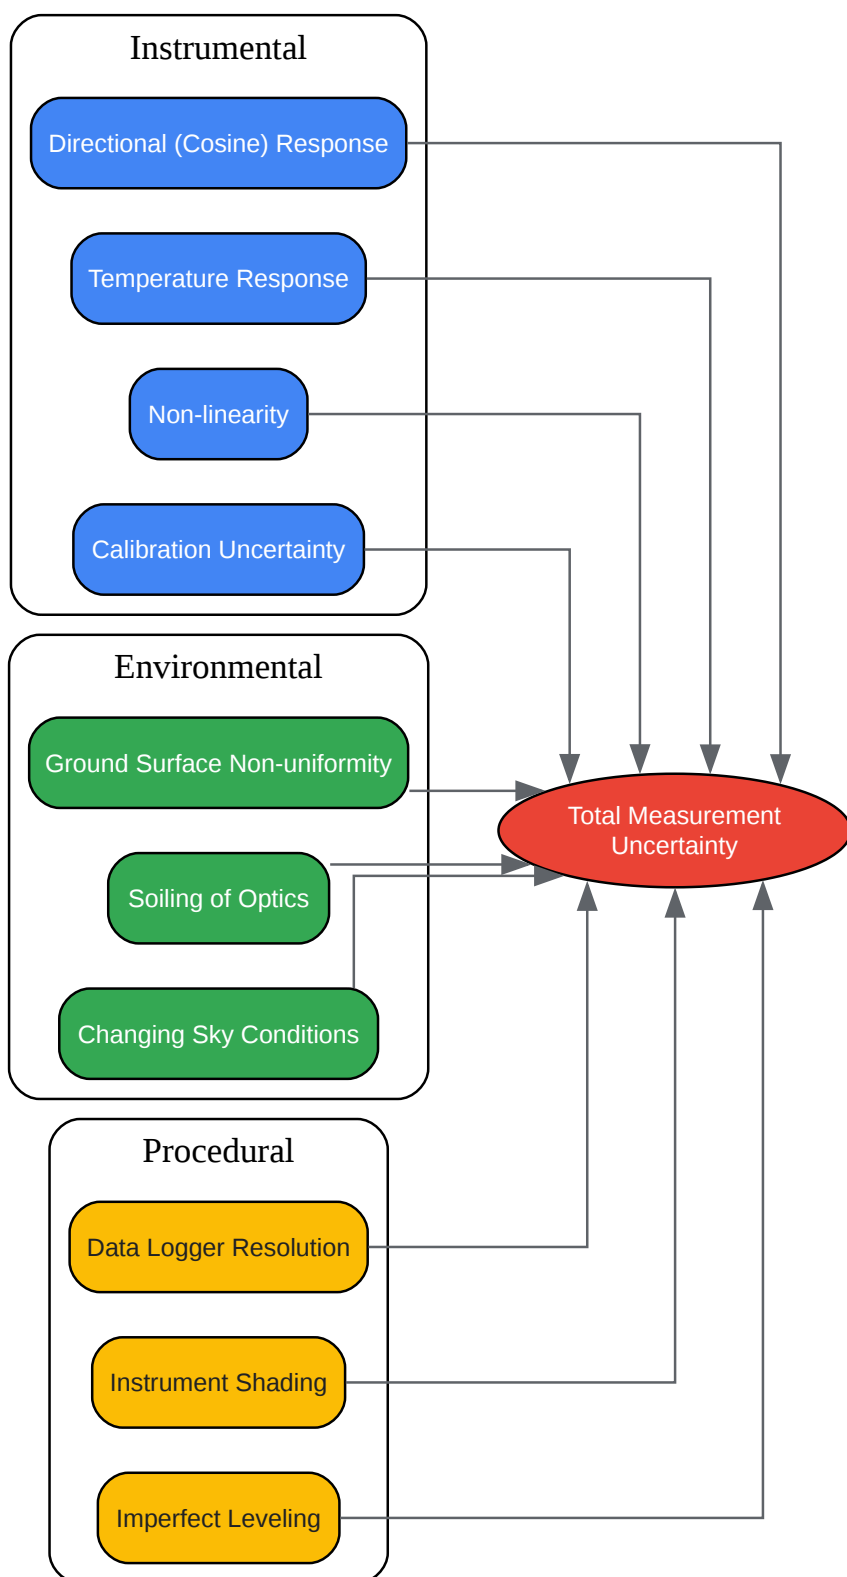 Instrumental
Directional (Cosine) Response
Temperature Response
Non-linearity
Calibration Uncertainty
Environmental
Ground Surface Non-uniformity
Soiling of Optics
Changing Sky Conditions
Total Measurement
Uncertainty
Procedural
Data Logger Resolution
Instrument Shading
Imperfect Leveling